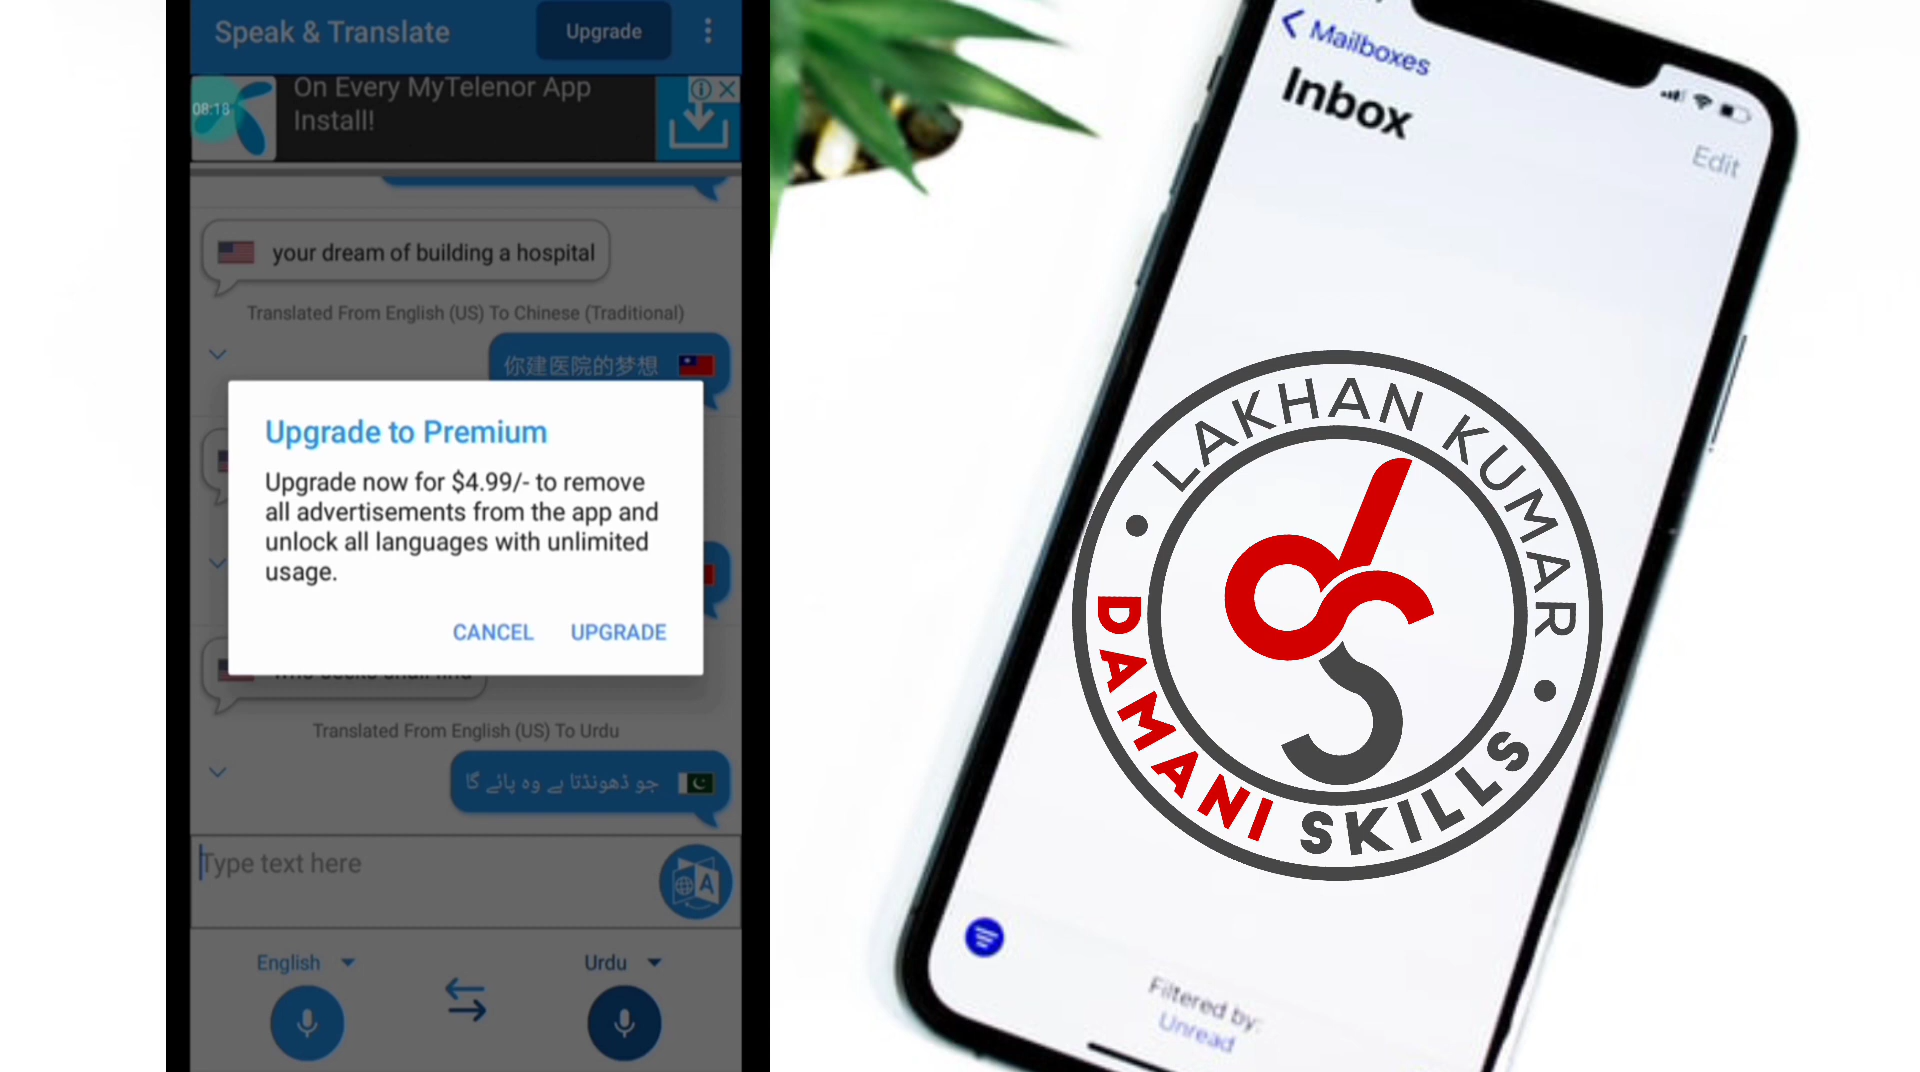 Speak & Translate
Upgrade
On Every MyTelenor App
Install!
08:18
your dream of building a hospital
Translated From English (US) To Chinese (Traditional)
你建医院的梦想
Upgrade to Premium
Upgrade now for $4.99/- to remove
all advertisements from the app and
unlock all languages with unlimited
usage.
CANCEL
UPGRADE
Translated From English (US) To Urdu
جو ڈھونڈتا ہے وہ پائے گا
Type text here
A
English
Urdu
Mailboxes
Inbox
Edit
LAKHAN KUMAR
DAMANI SKILLS
Filtered by:
Unread